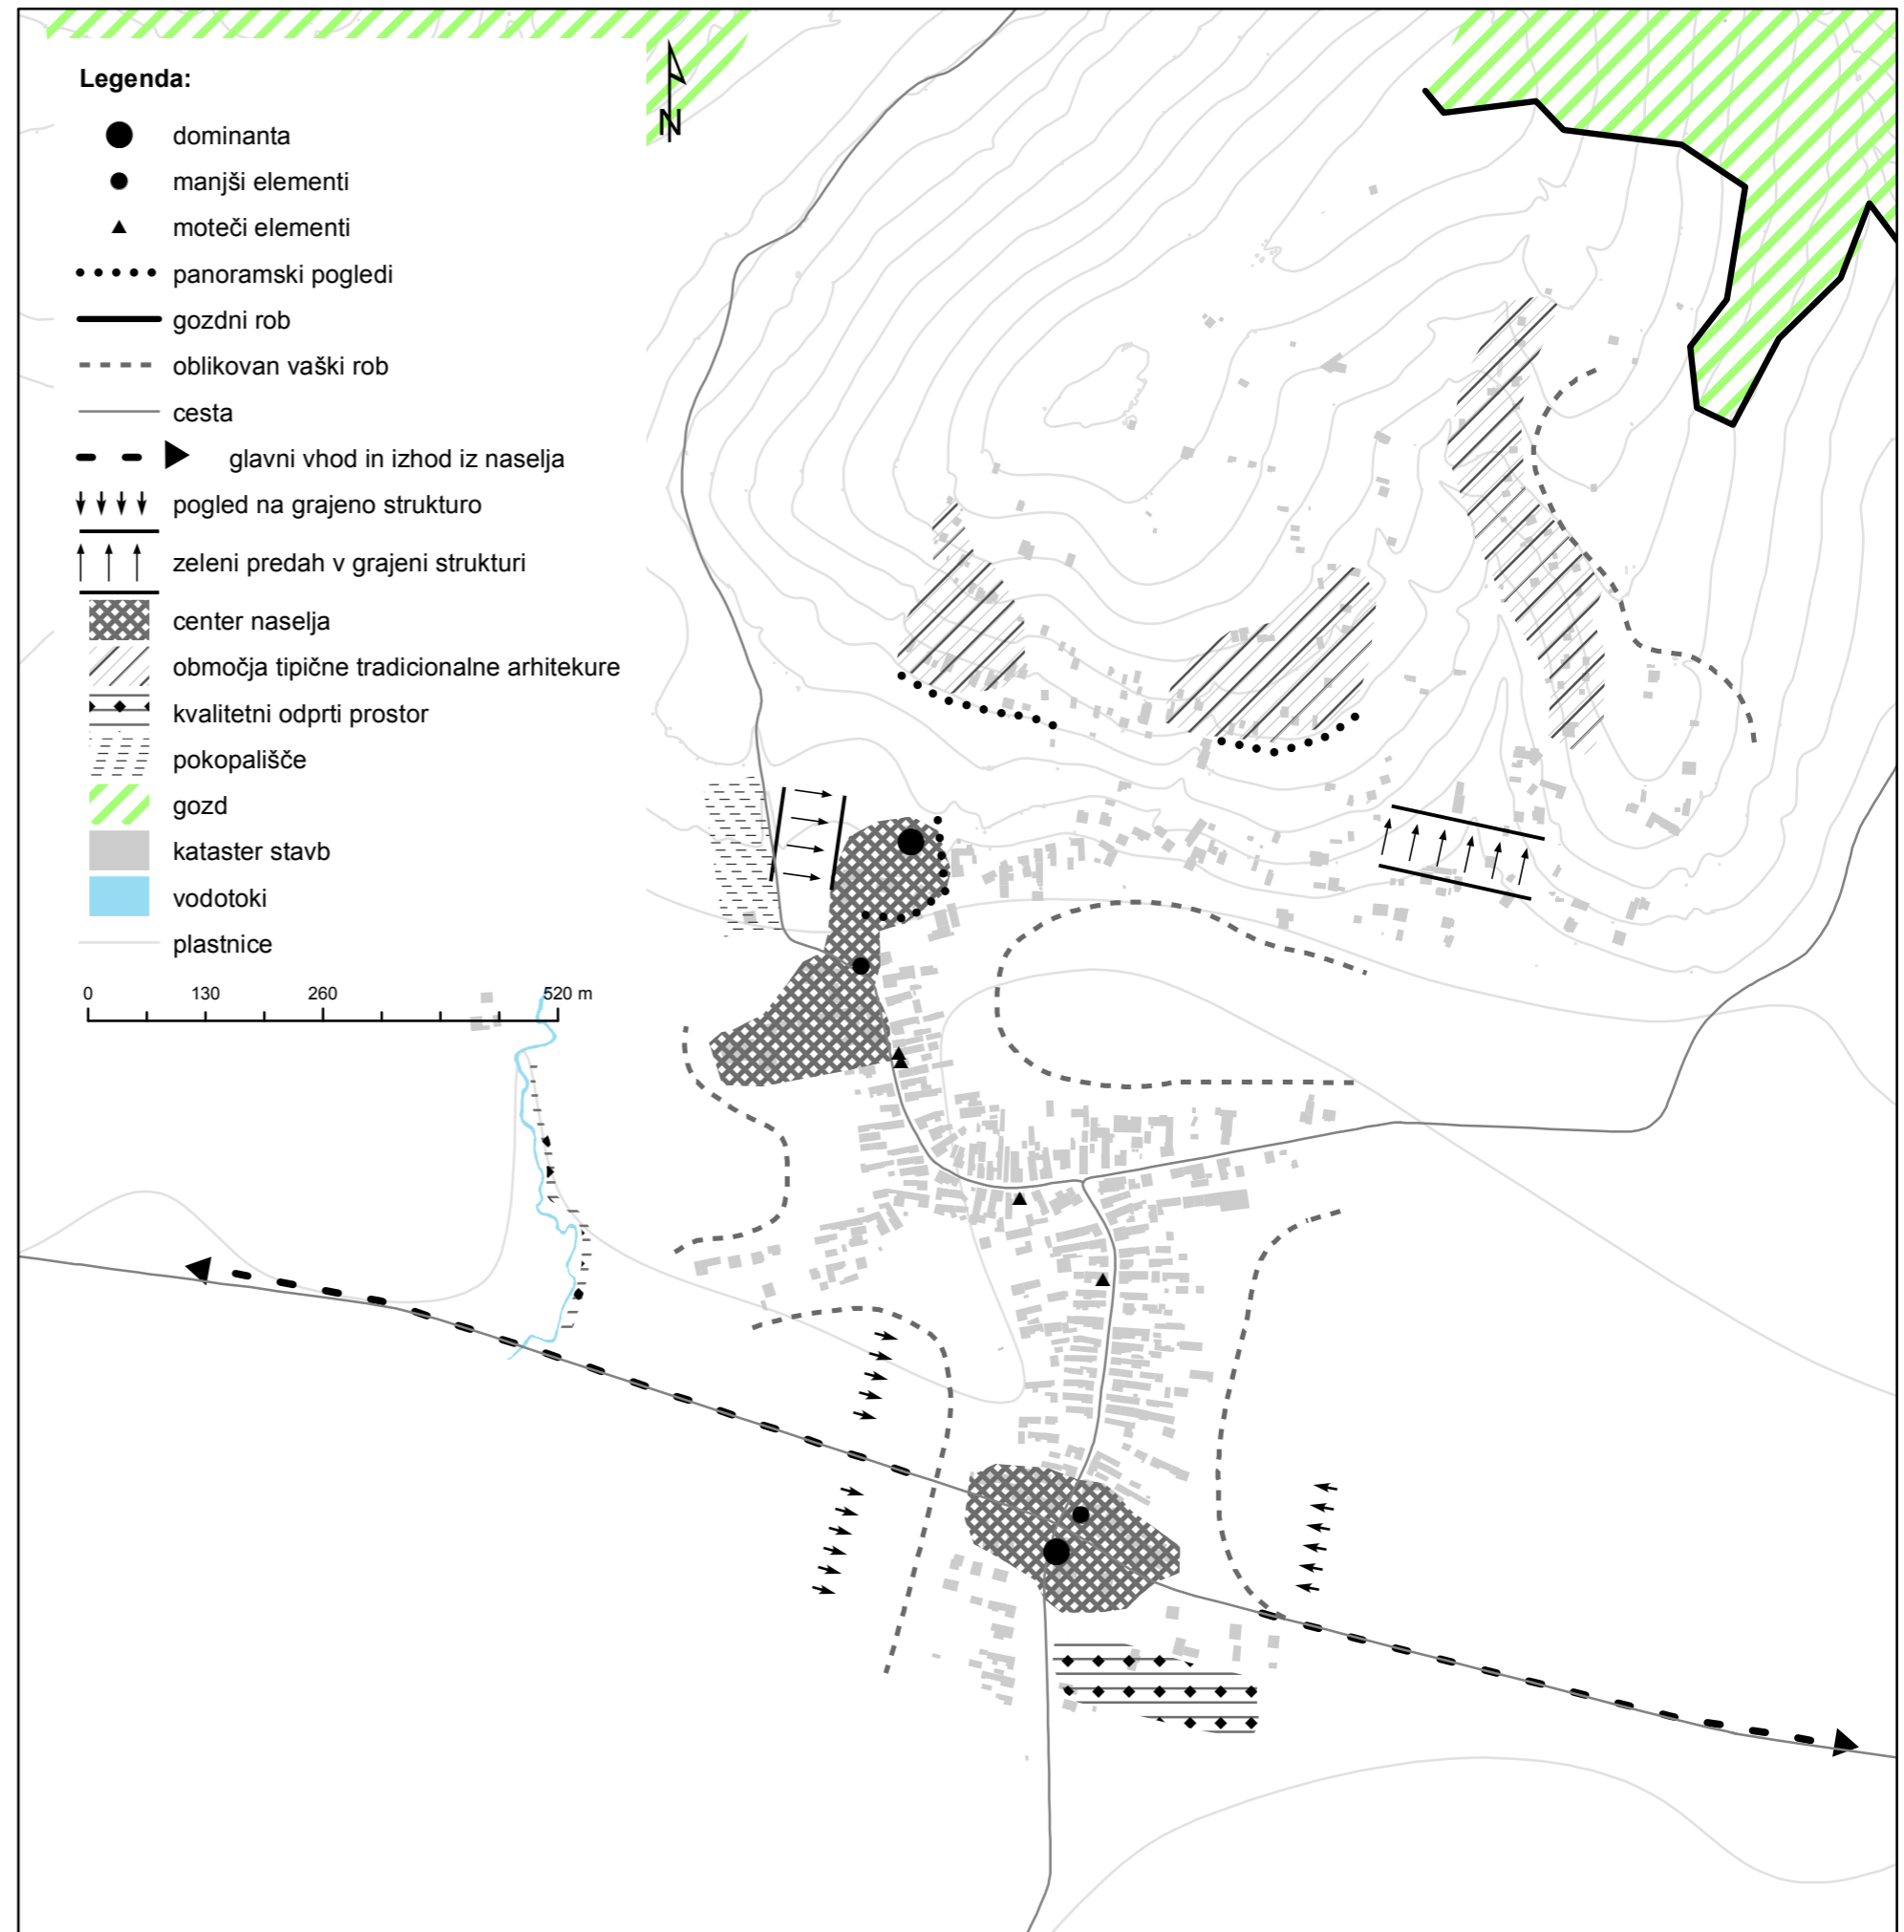 N
Legenda:
dominanta
manjši elementi
moteči elementi
panoramski pogledi
gozdni rob
oblikovan vaški rob
cesta
glavni vhod in izhod iz naselja
pogled na grajeno strukturo
zeleni predah v grajeni strukturi
center naselja
območja tipične tradicionalne arhitekure
kvalitetni odprti prostor
pokopališče
gozd
kataster stavb
vodotoki
plastnice
0 130 260 520 m